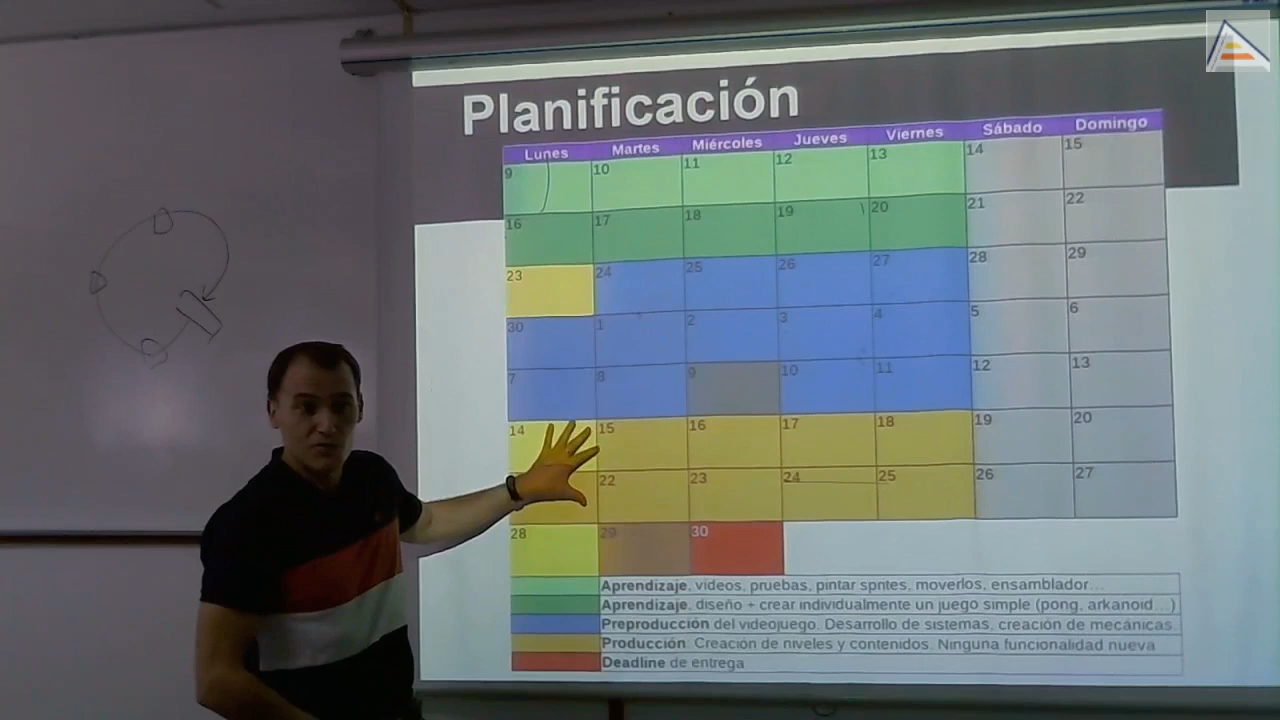 Planificación
Lunes Martes Miércoles Jueves Viernes Sábado Domingo
9 10 11 12 13 14 15
16 17 18 19 20 21 22
23 24 25 26 27 28 29
30 1 2 3 4 5 6
7 8 9 10 11 12 13
14 15 16 17 18 19 20
22 23 24 25 26 27
28 29 30
Aprendizaje, vídeos, pruebas, pintar sprites, moverlos, ensamblador...
Aprendizaje, diseño + crear individualmente un juego simple (pong, arkanoid...)
Preproducción del videojuego. Desarrollo de sistemas, creación de mecánicas.
Producción. Creación de niveles y contenidos. Ninguna funcionalidad nueva
Deadline de entrega